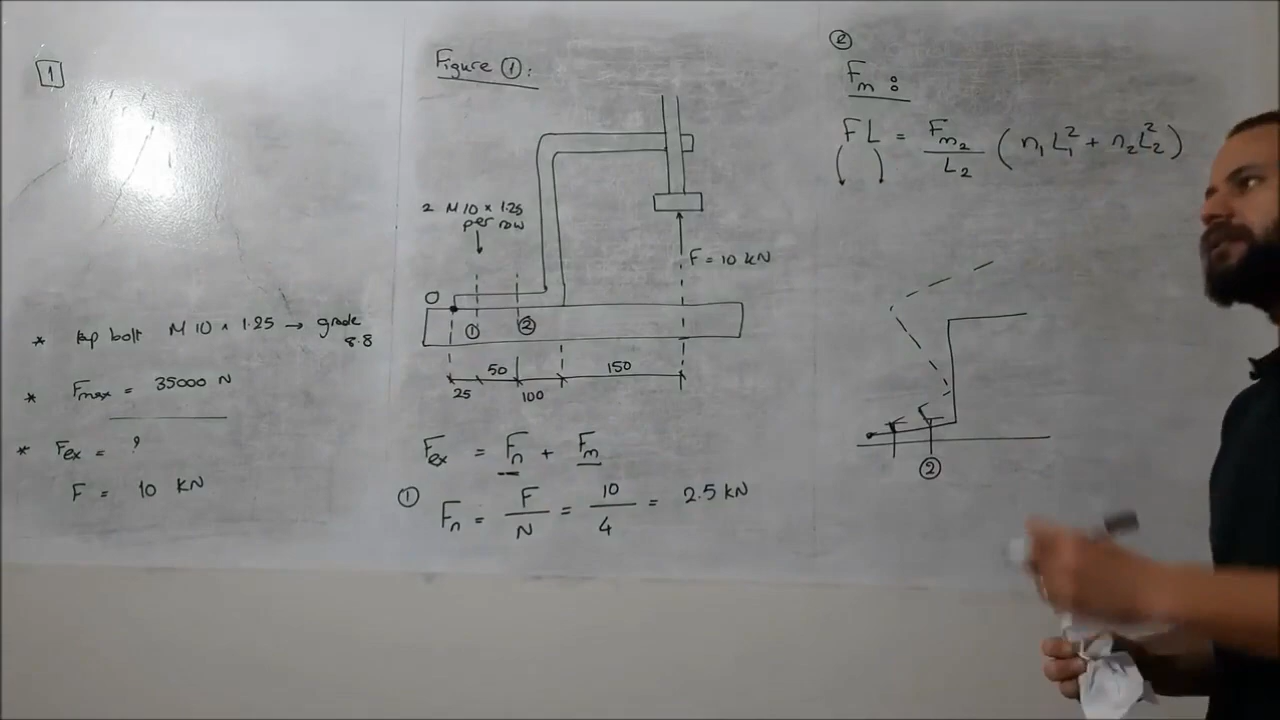 1
* tap bolt M 10 × 1.25 → grade
8.8
* Fmax = 35000 N
* Fex = ?
F = 10 kN
Figure ①:
2 M 10 × 1.25
per row
F = 10 kN
O
① ②
25 50 100 150
Fex = Fn + Fm
① Fn = F/N = 10/4 = 2.5 kN
②
Fm :
FL = Fm₂/L₂ (n₁L₁² + n₂L₂²)
②